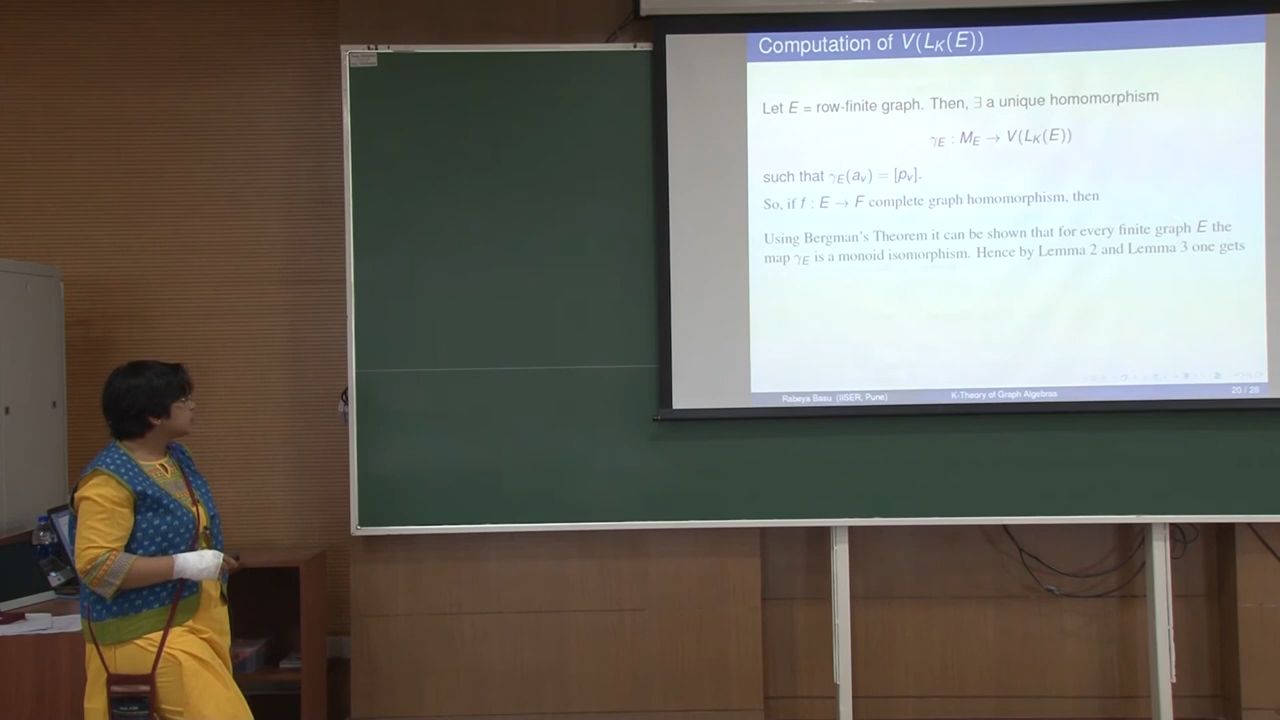 Computation of V(L_K(E))
Let E = row-finite graph. Then, ∃ a unique homomorphism
γ_E : M_E → V(L_K(E))
such that γ_E(a_v) = [p_v].
So, if f : E → F complete graph homomorphism, then
Using Bergman's Theorem it can be shown that for every finite graph E the
map γ_E is a monoid isomorphism. Hence by Lemma 2 and Lemma 3 one gets
Rabeya Basu (IISER, Pune) K-Theory of Graph Algebras 20 / 28